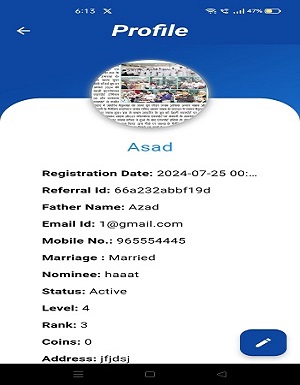 6:13 X 47%
Profile
Asad
Registration Date: 2024-07-25 00:...
Referral Id: 66a232abbf19d
Father Name: Azad
Email Id: 1@gmail.com
Mobile No.: 965554445
Marriage : Married
Nominee: haaat
Status: Active
Level: 4
Rank: 3
Coins: 0
Address: jfjdsj